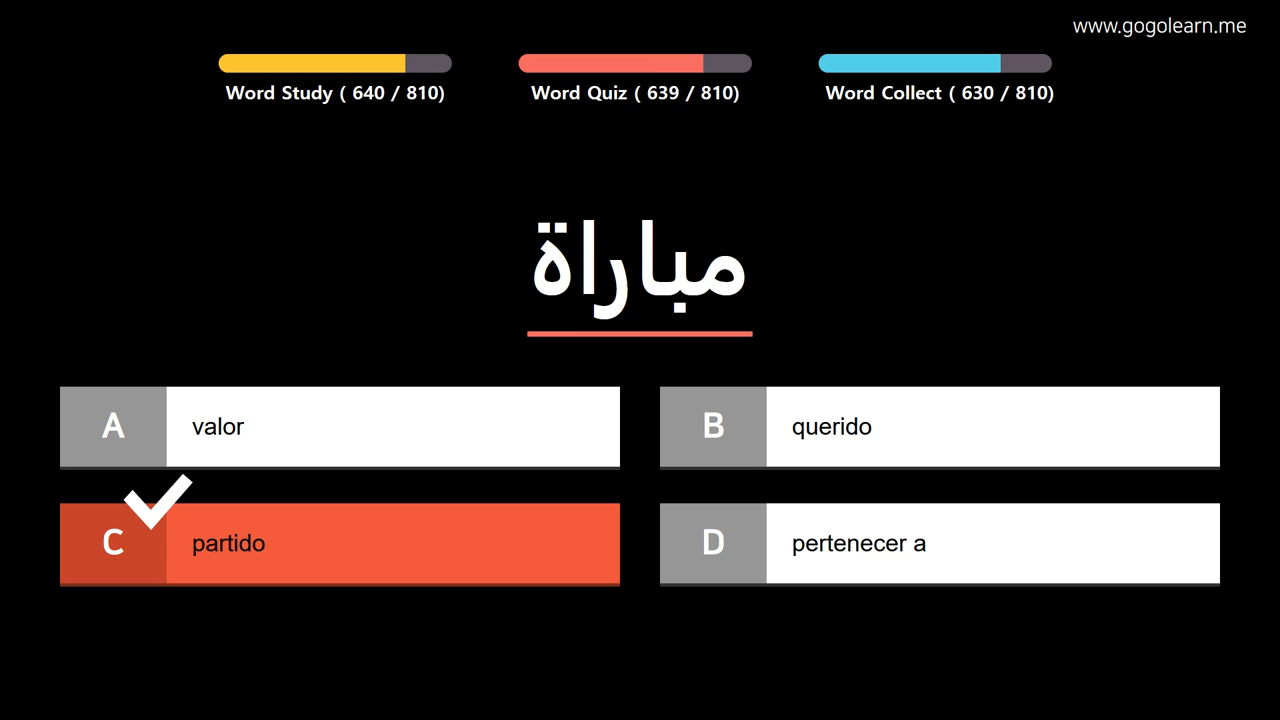 www.gogolearn.me
Word Study ( 640 / 810)
Word Quiz ( 639 / 810)
Word Collect ( 630 / 810)
مباراة
A
valor
B
querido
C
partido
D
pertenecer a